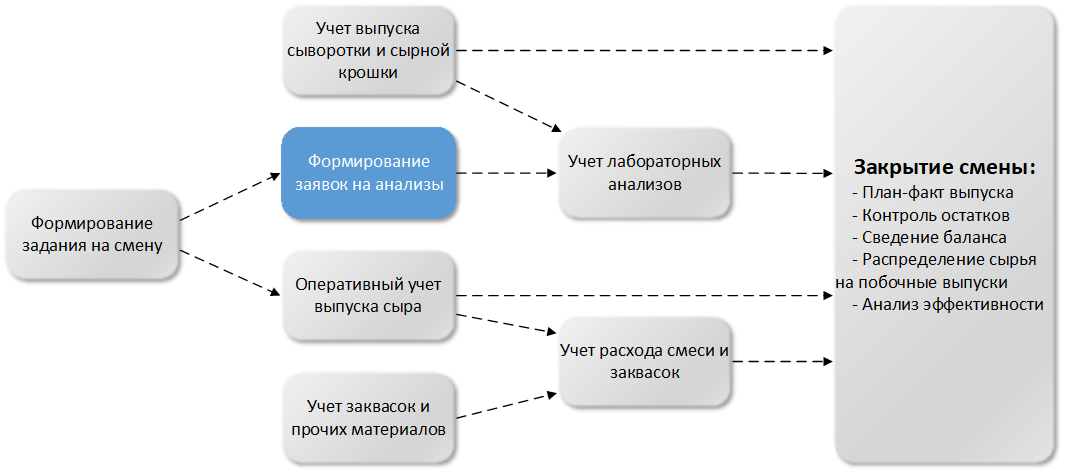 Учет выпуска
сыворотки и сырной
крошки
Формирование
заявок на анализы
Учет лабораторных
анализов
Формирование
задания на смену
Оперативный учет
выпуска сыра
Учет расхода смеси и
заквасок
Учет заквасок и
прочих материалов
Закрытие смены:
- План-факт выпуска
- Контроль остатков
- Сведение баланса
- Распределение сырья
на побочные выпуски
- Анализ эффективности